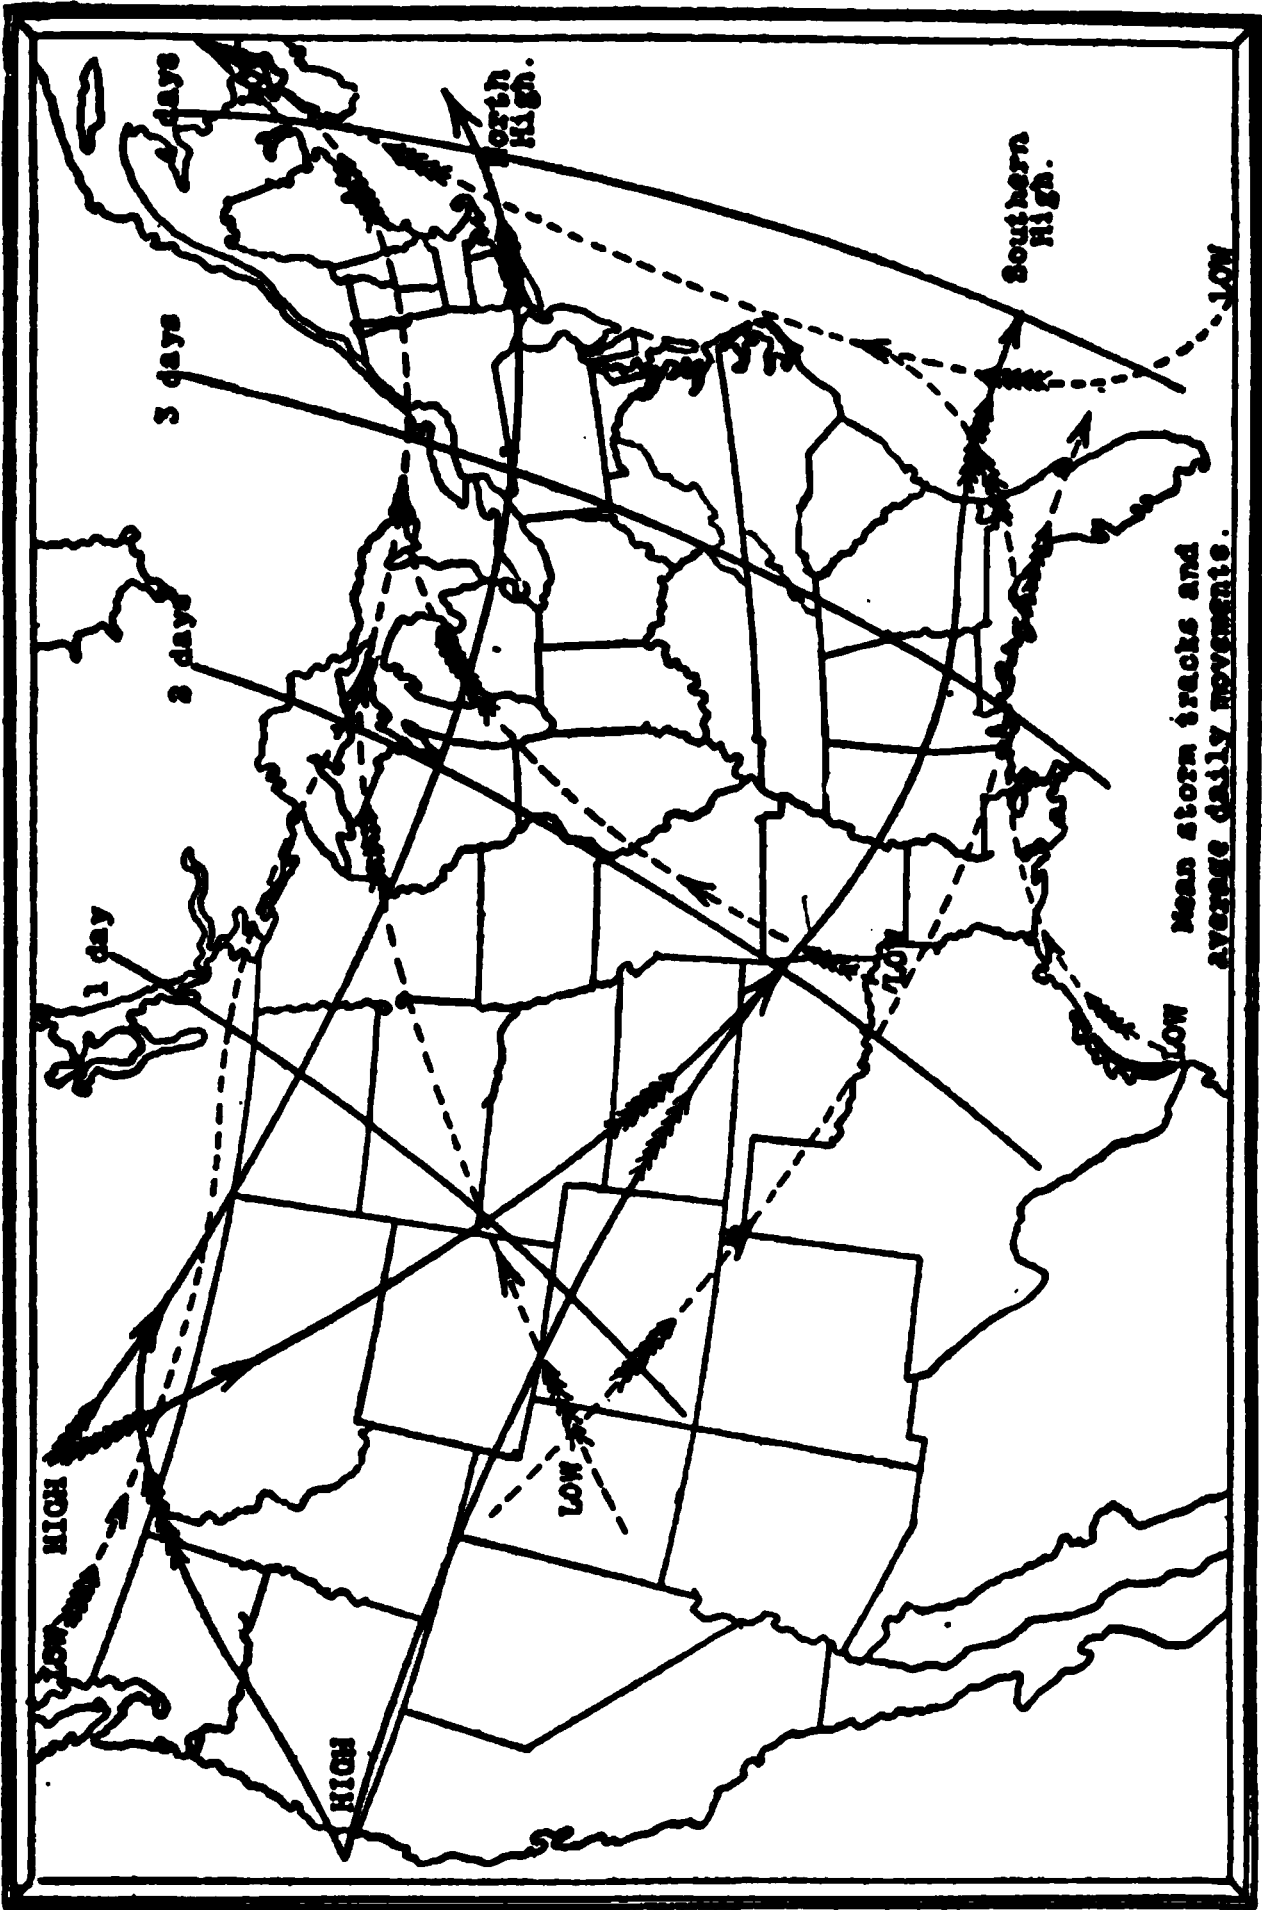 1 day
2 days
3 days
days
LOW
HIGH
HIGH
LOW
LOW
LOW
LOW
North
High.
Southern
High.
Mean storm tracks and
average daily movements.